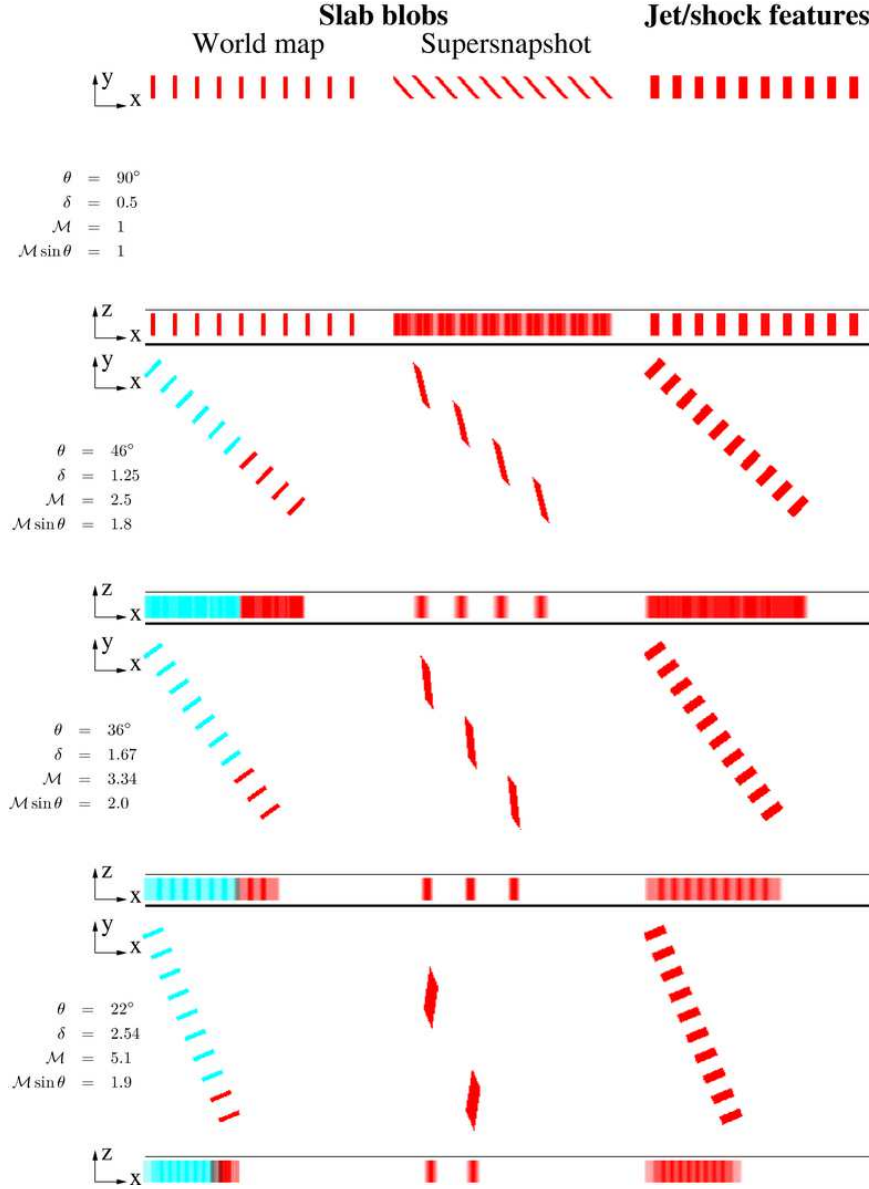 Slab blobs Jet/shock features
World map Supersnapshot
y
x
θ = 90°
δ = 0.5
ℳ = 1
ℳ sin θ = 1
z
x
y
x
θ = 46°
δ = 1.25
ℳ = 2.5
ℳ sin θ = 1.8
z
x
y
x
θ = 36°
δ = 1.67
ℳ = 3.34
ℳ sin θ = 2.0
z
x
y
x
θ = 22°
δ = 2.54
ℳ = 5.1
ℳ sin θ = 1.9
z
x